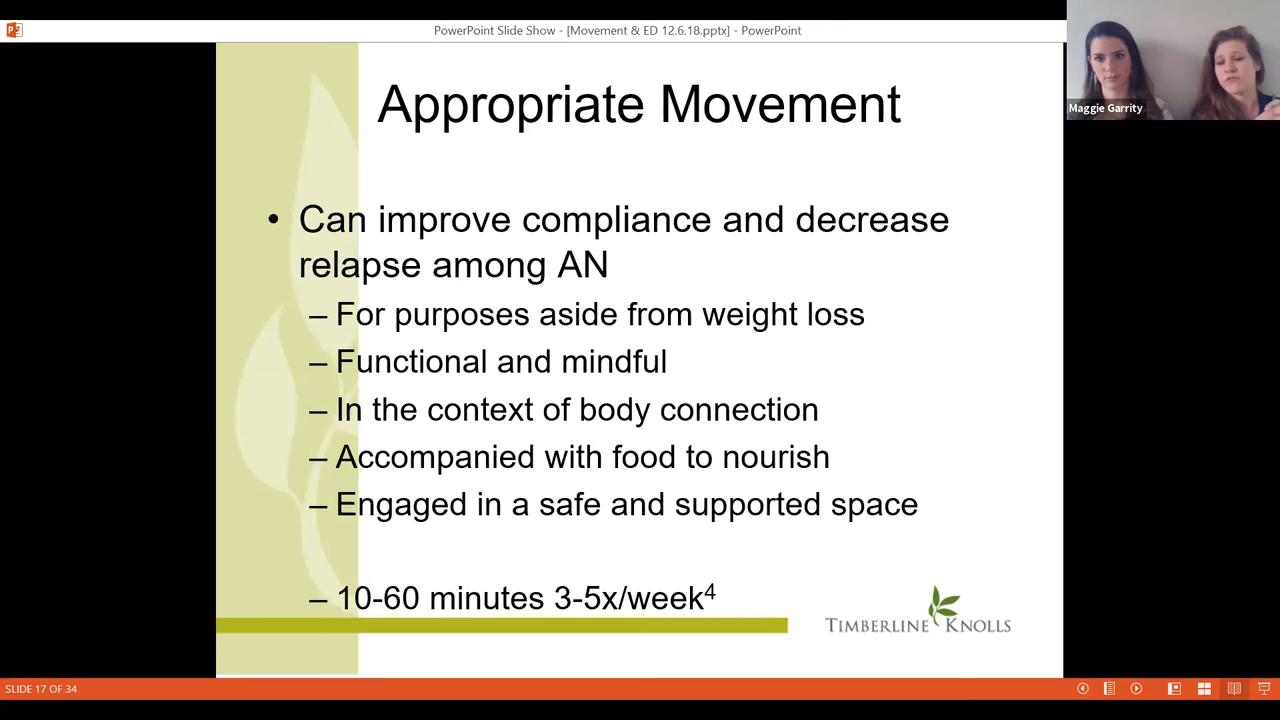 PowerPoint Slide Show - [Movement & ED 12.6.18.pptx] - PowerPoint
Maggie Garrity
Appropriate Movement
• Can improve compliance and decrease
relapse among AN
– For purposes aside from weight loss
– Functional and mindful
– In the context of body connection
– Accompanied with food to nourish
– Engaged in a safe and supported space
– 10-60 minutes 3-5x/week⁴
TIMBERLINE KNOLLS
SLIDE 17 OF 34